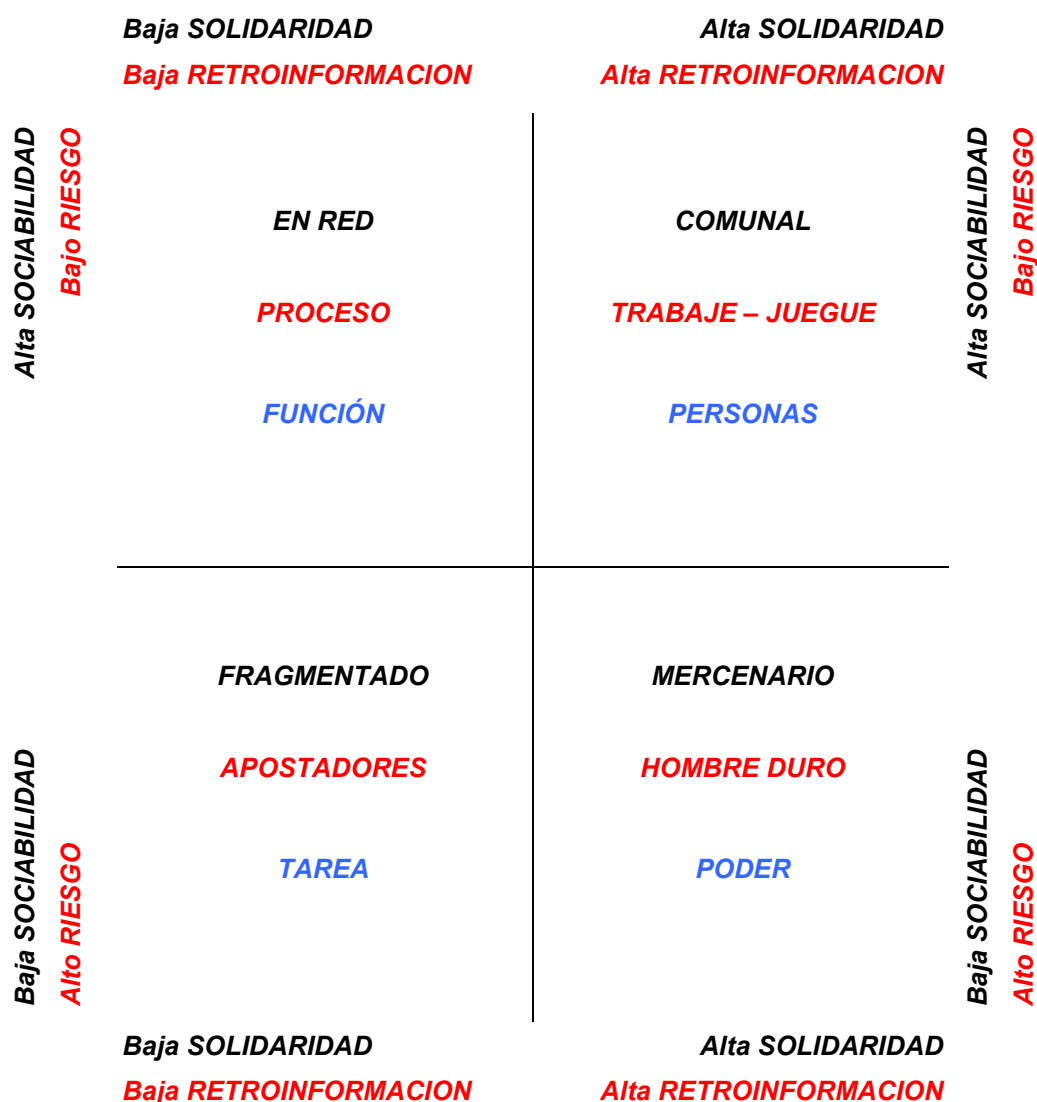 Baja SOLIDARIDAD
Alta SOLIDARIDAD
Baja RETROINFORMACION
Alta RETROINFORMACION
Alta SOCIABILIDAD
Bajo RIESGO
EN RED
COMUNAL
PROCESO
TRABAJE – JUEGUE
FUNCIÓN
PERSONAS
Alta SOCIABILIDAD
Bajo RIESGO
Baja SOCIABILIDAD
Alto RIESGO
FRAGMENTADO
MERCENARIO
APOSTADORES
HOMBRE DURO
TAREA
PODER
Baja SOCIABILIDAD
Alto RIESGO
Baja SOLIDARIDAD
Alta SOLIDARIDAD
Baja RETROINFORMACION
Alta RETROINFORMACION